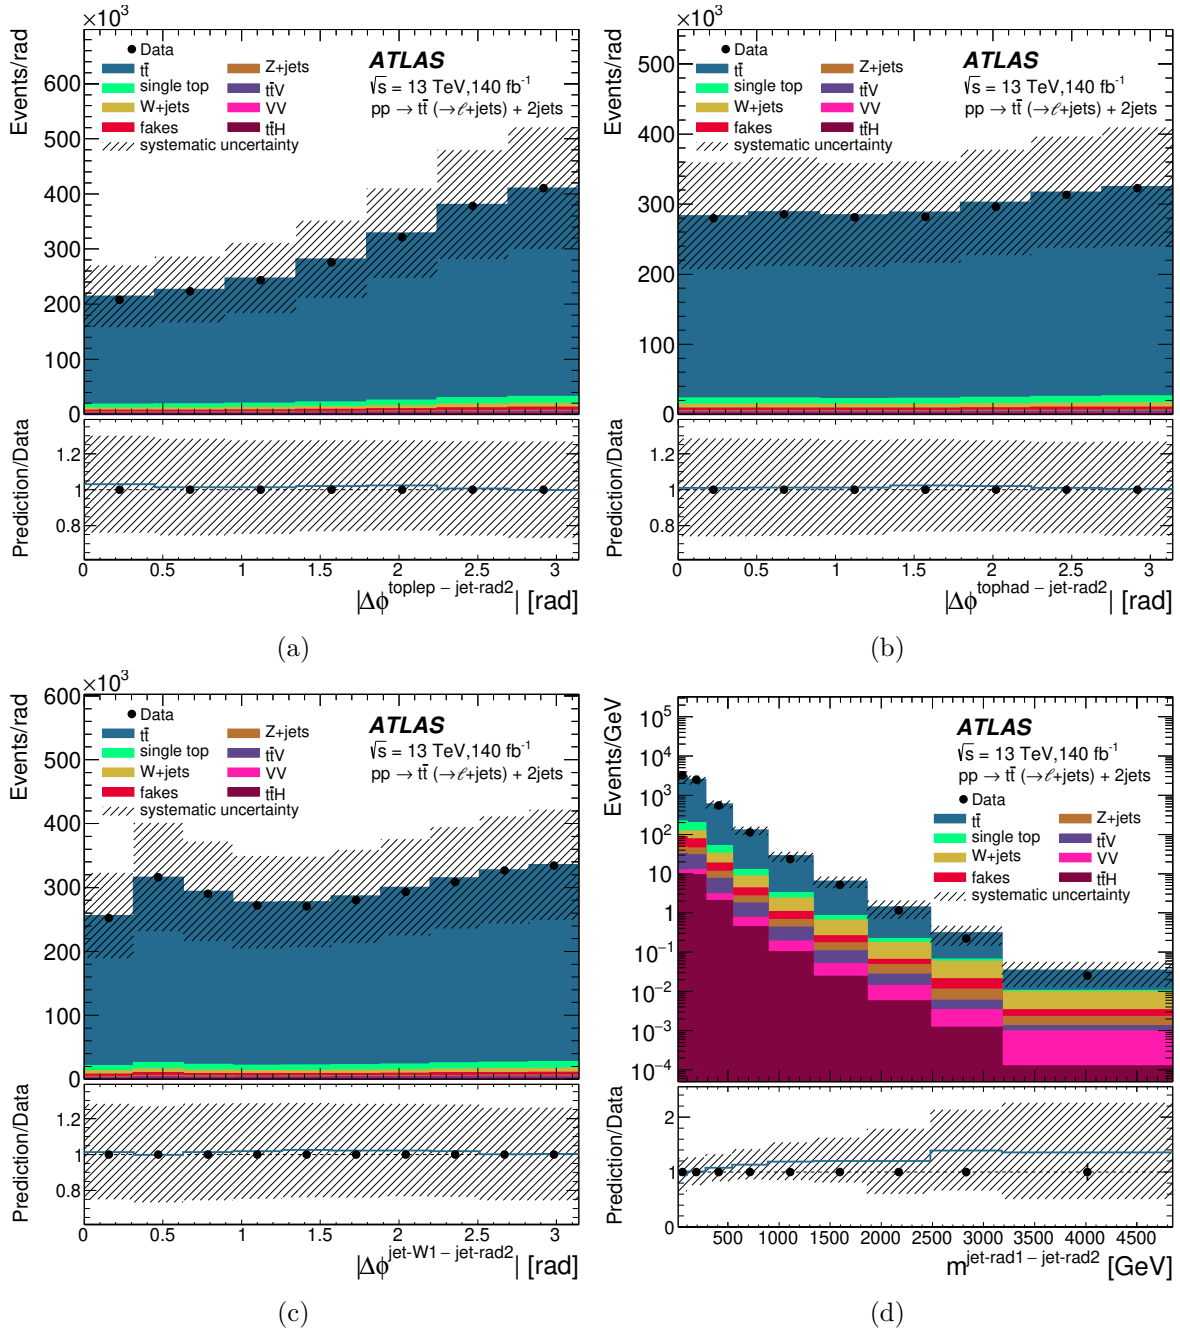 ×10³
Events/rad
600
500
400
300
200
100
0
Data
tt̄
single top
W+jets
fakes
Z+jets
tt̄V
VV
tt̄H
systematic uncertainty
ATLAS
√s = 13 TeV,140 fb⁻¹
pp → tt̄ (→ℓ+jets) + 2jets
Prediction/Data
1.2
1
0.8
0 0.5 1 1.5 2 2.5 3
|Δϕ^toplep – jet-rad2| [rad]
(a)
×10³
Events/rad
500
400
300
200
100
0
Data
tt̄
single top
W+jets
fakes
Z+jets
tt̄V
VV
tt̄H
systematic uncertainty
ATLAS
√s = 13 TeV,140 fb⁻¹
pp → tt̄ (→ℓ+jets) + 2jets
Prediction/Data
1.2
1
0.8
0 0.5 1 1.5 2 2.5 3
|Δϕ^tophad – jet-rad2| [rad]
(b)
×10³
Events/rad
600
500
400
300
200
100
0
Data
tt̄
single top
W+jets
fakes
Z+jets
tt̄V
VV
tt̄H
systematic uncertainty
ATLAS
√s = 13 TeV,140 fb⁻¹
pp → tt̄ (→ℓ+jets) + 2jets
Prediction/Data
1.2
1
0.8
0 0.5 1 1.5 2 2.5 3
|Δϕ^jet-W1 – jet-rad2| [rad]
(c)
Events/GeV
10⁵
10⁴
10³
10²
10
1
10⁻¹
10⁻²
10⁻³
10⁻⁴
ATLAS
√s = 13 TeV,140 fb⁻¹
pp → tt̄ (→ℓ+jets) + 2jets
Data
tt̄
single top
W+jets
fakes
Z+jets
tt̄V
VV
tt̄H
systematic uncertainty
Prediction/Data
2
1
0
500 1000 1500 2000 2500 3000 3500 4000 4500
m^jet-rad1 – jet-rad2 [GeV]
(d)